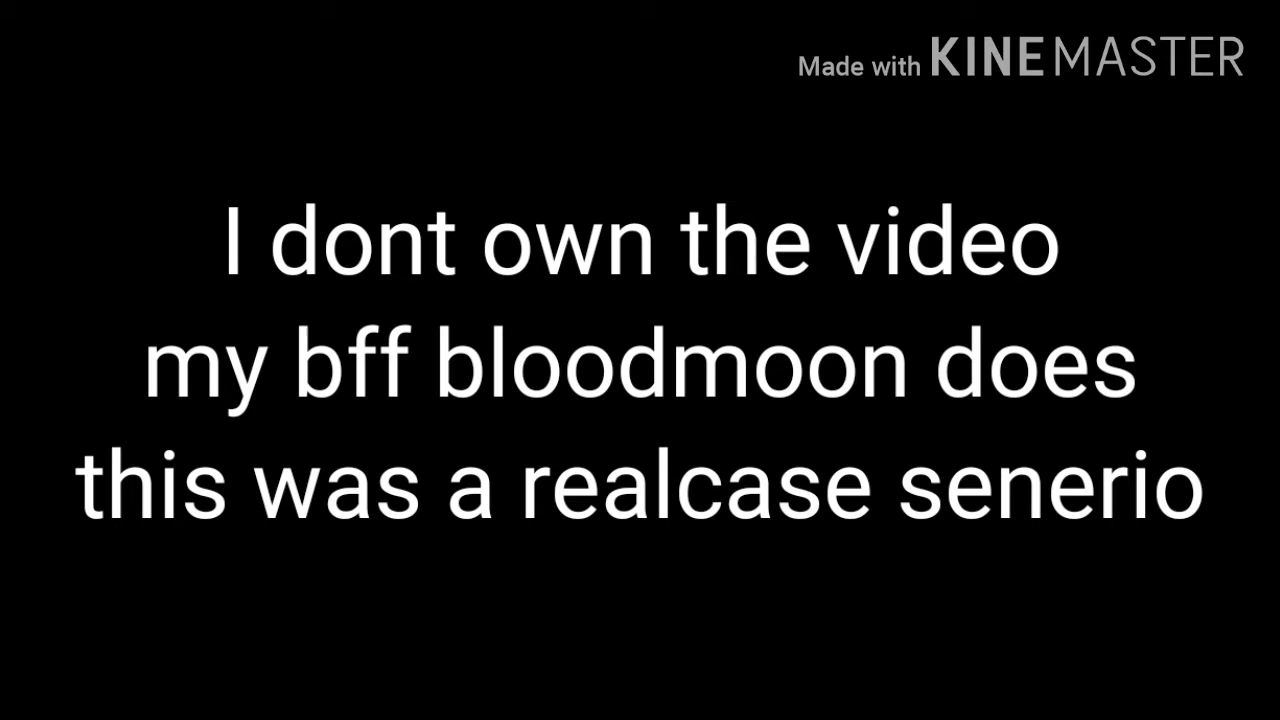 Made with KINEMASTER
I dont own the video
my bff bloodmoon does
this was a realcase senerio